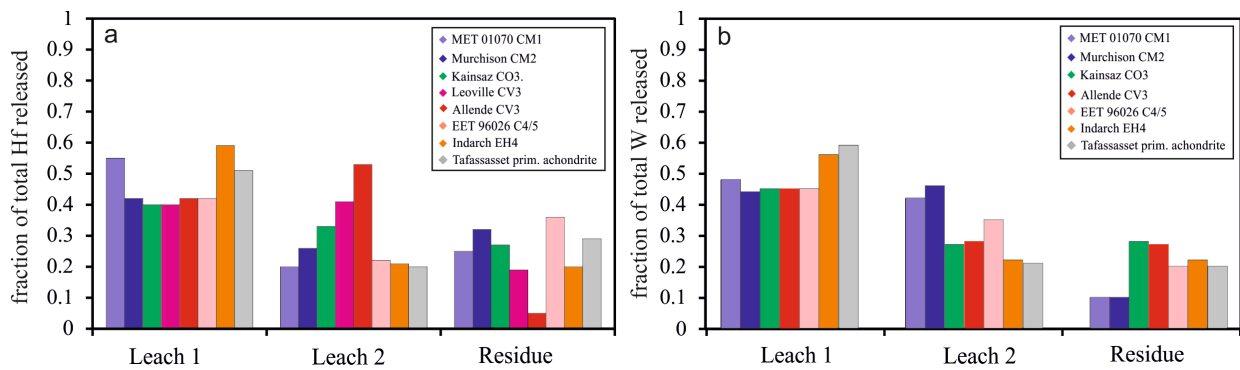 a
fraction of total Hf released
1
0.9
0.8
0.7
0.6
0.5
0.4
0.3
0.2
0.1
0
MET 01070 CM1
Murchison CM2
Kainsaz CO3.
Leoville CV3
Allende CV3
EET 96026 C4/5
Indarch EH4
Tafassasset prim. achondrite
Leach 1
Leach 2
Residue
b
fraction of total W released
1
0.9
0.8
0.7
0.6
0.5
0.4
0.3
0.2
0.1
0
MET 01070 CM1
Murchison CM2
Kainsaz CO3
Allende CV3
EET 96026 C4/5
Indarch EH4
Tafassasset prim. achondrite
Leach 1
Leach 2
Residue